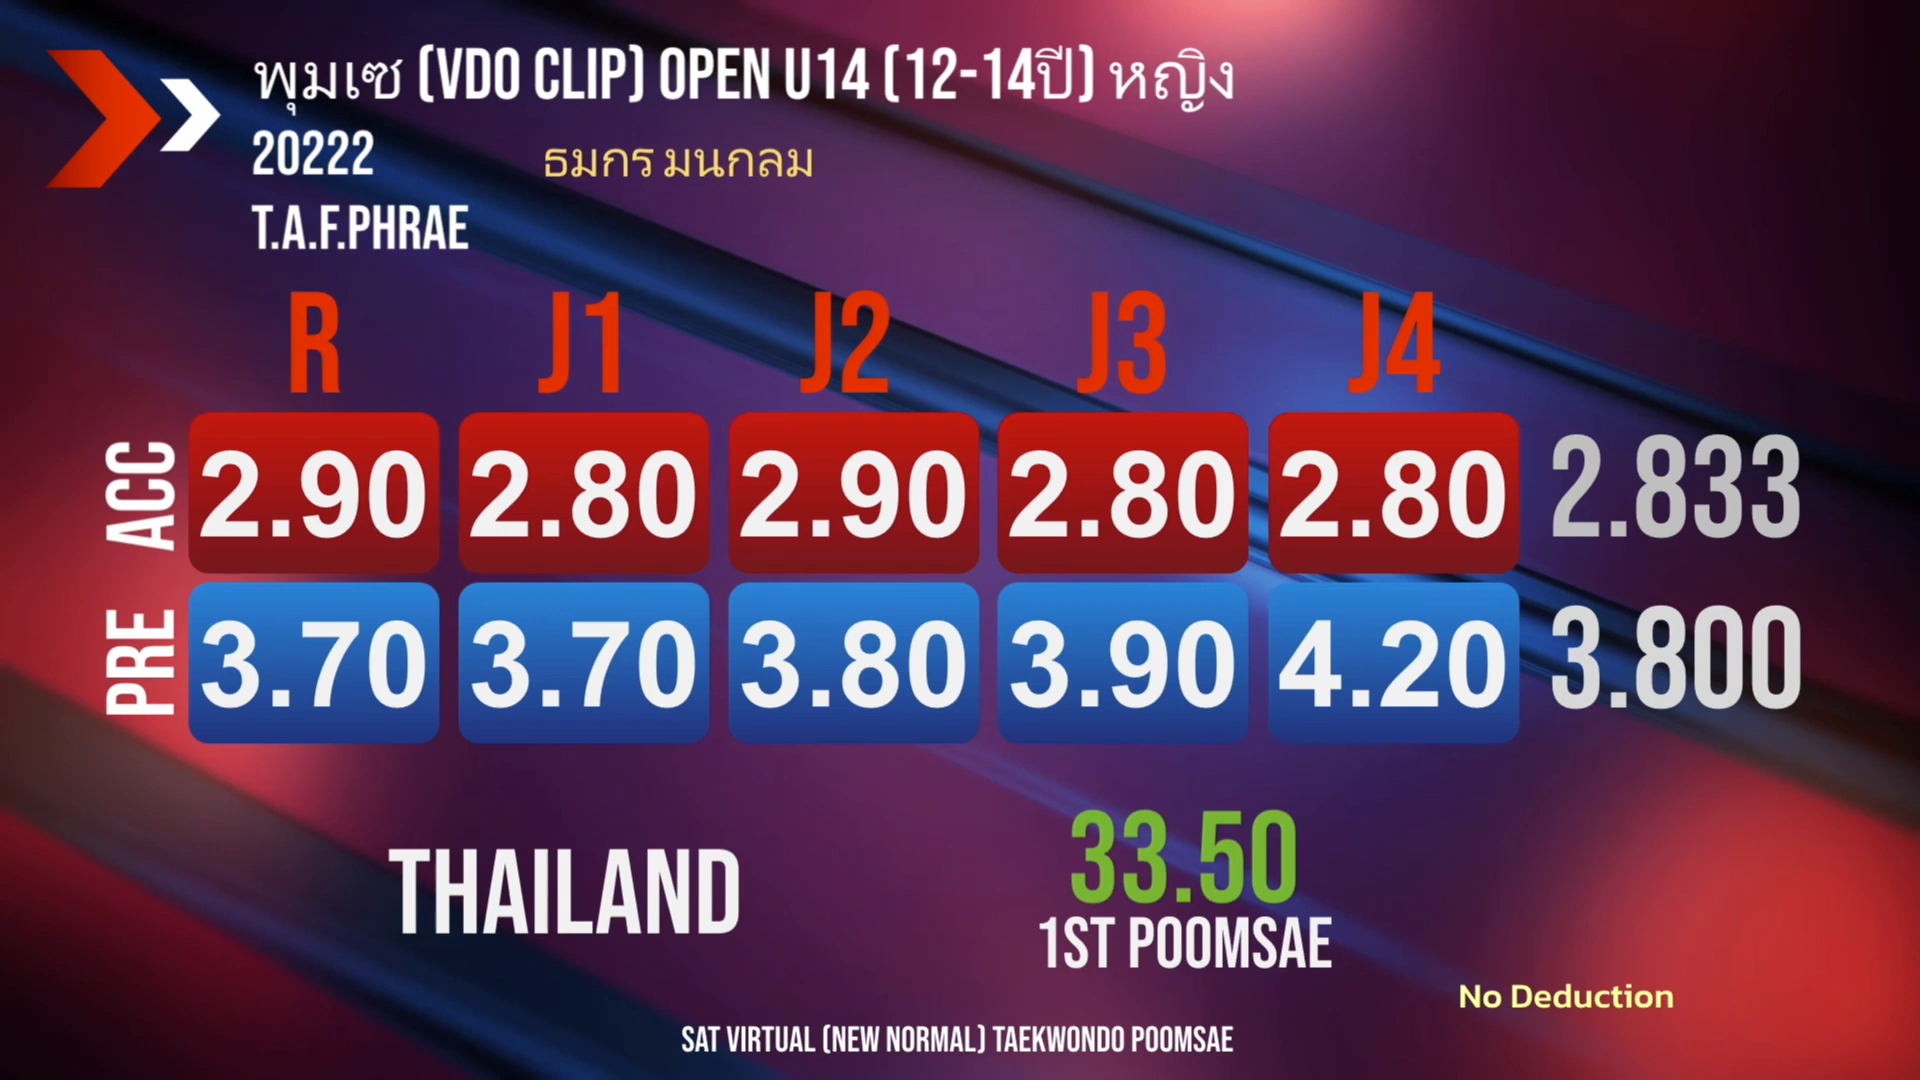 พุมเซ (VDO CLIP) OPEN U14 (12-14ปี) หญิง
20222 ธมกร มนกลม
T.A.F.PHRAE
R J1 J2 J3 J4
ACC 2.90 2.80 2.90 2.80 2.80 2.833
PRE 3.70 3.70 3.80 3.90 4.20 3.800
THAILAND 33.50
1ST POOMSAE
No Deduction
SAT VIRTUAL (NEW NORMAL) TAEKWONDO POOMSAE